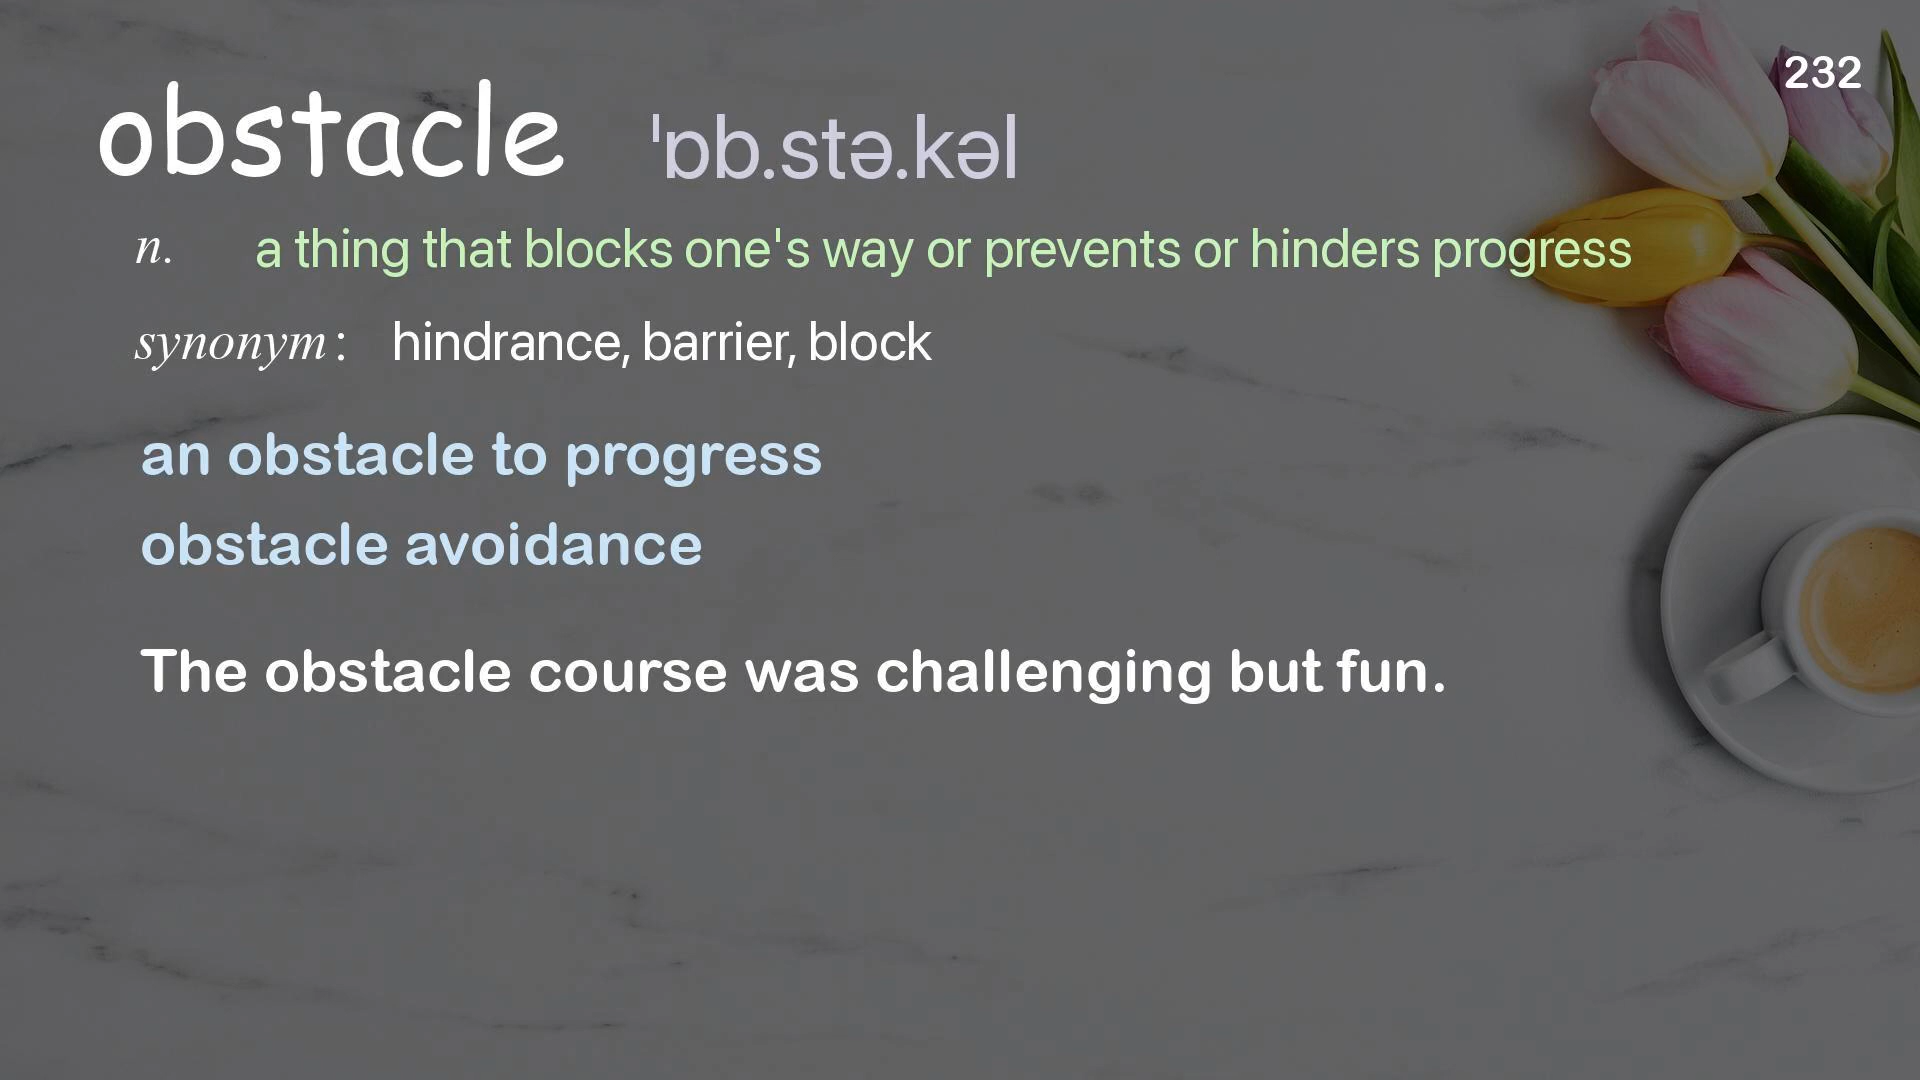 232
obstacle ˈɒb.stə.kəl
n. a thing that blocks one's way or prevents or hinders progress
synonym: hindrance, barrier, block
an obstacle to progress
obstacle avoidance
The obstacle course was challenging but fun.